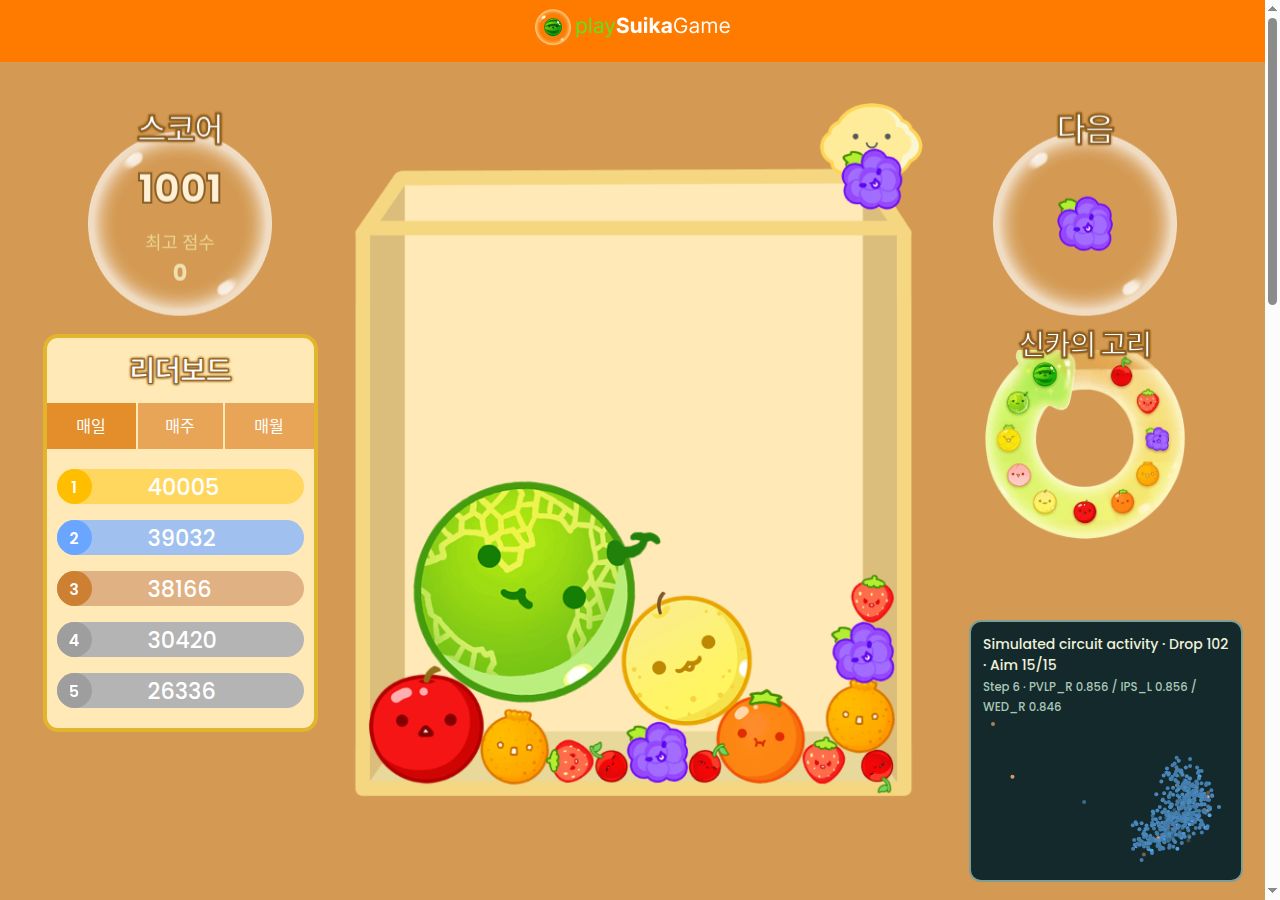 playSuikaGame
스코어
1001
최고 점수
0
다음
신카의 고리
리더보드
매일 매주 매월
1 40005
2 39032
3 38166
4 30420
5 26336
Simulated circuit activity · Drop 102
· Aim 15/15
Step 6 · PVLP_R 0.856 / IPS_L 0.856 /
WED_R 0.846